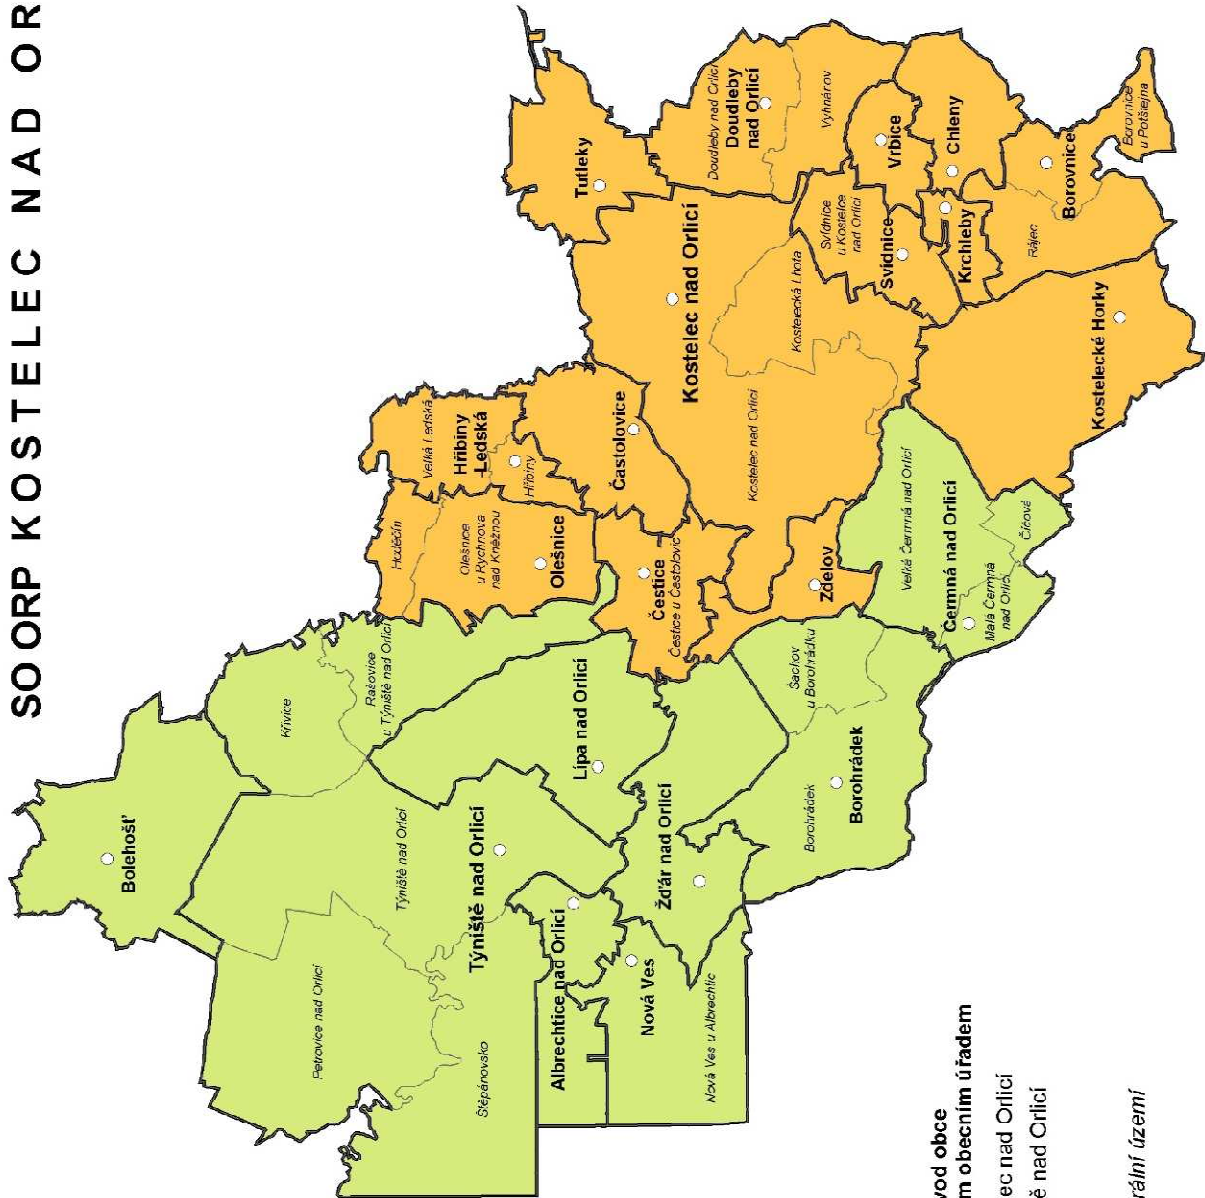 SOORP KOSTELEC NAD OR
Bolehošť
Křivice
Rašovice
u Týniště nad Orlicí
Týniště nad Orlicí
Týniště nad Orlicí
Petrovice nad Orlicí
Štěpánovsko
Albrechtice nad Orlicí
Nová Ves
Nová Ves u Albrechtic
Lípa nad Orlicí
Žďár nad Orlicí
Borohrádek
Borohrádek
Šachov
u Borohrádku
Velká Čermná nad Orlicí
Čermná nad Orlicí
Malá Čermná
nad Orlicí
Číčová
Hoděčín
Olešnice
u Rychnova
nad Kněžnou
Olešnice
Velká Ledská
Hřibiny
Ledská
Hřibiny
Častolovice
Čestice
Čestice u Častolovic
Zdelov
Kostelec nad Orlicí
Kostelec nad Orlicí
Kostelecká Lhota
Kostelecké Horky
Tutleky
Doudleby nad Orlicí
Doudleby
nad Orlicí
Vyhnánov
Vrbice
Chleny
Svídnice
u Kostelce
nad Orlicí
Svídnice
Krchleby
Borovnice
Rájec
Borovnice
u Potštejna
vod obce
m obecním úřadem
ec nad Orlicí
ě nad Orlicí
rální území